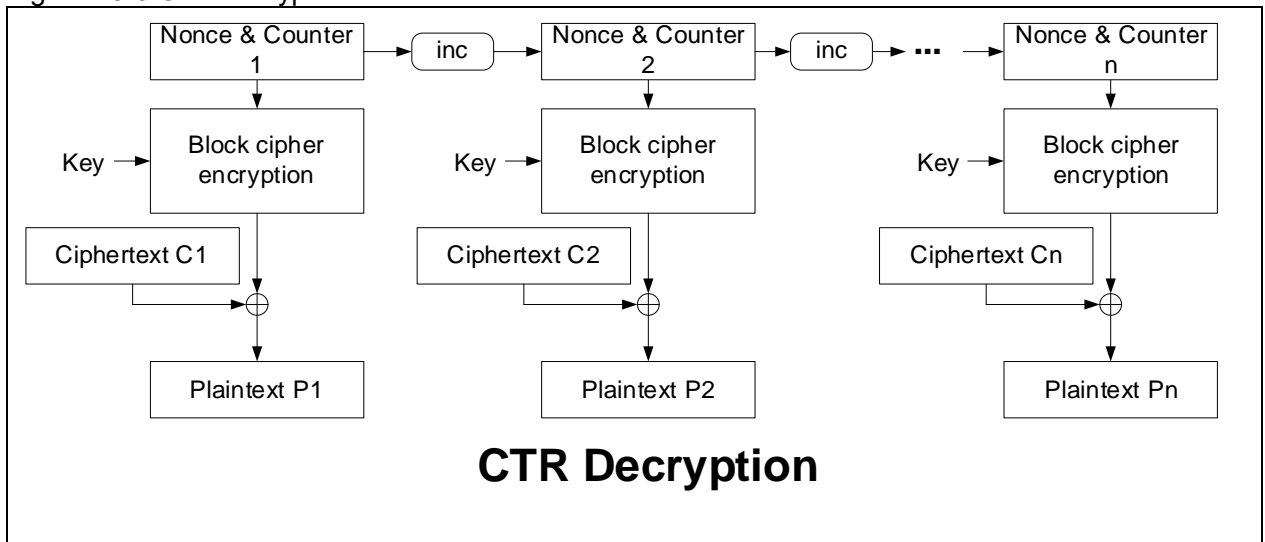 Nonce & Counter
1
inc
Nonce & Counter
2
inc
...
Nonce & Counter
n
Key
Block cipher
encryption
Key
Block cipher
encryption
Key
Block cipher
encryption
Ciphertext C1
Ciphertext C2
Ciphertext Cn
Plaintext P1
Plaintext P2
Plaintext Pn
CTR Decryption